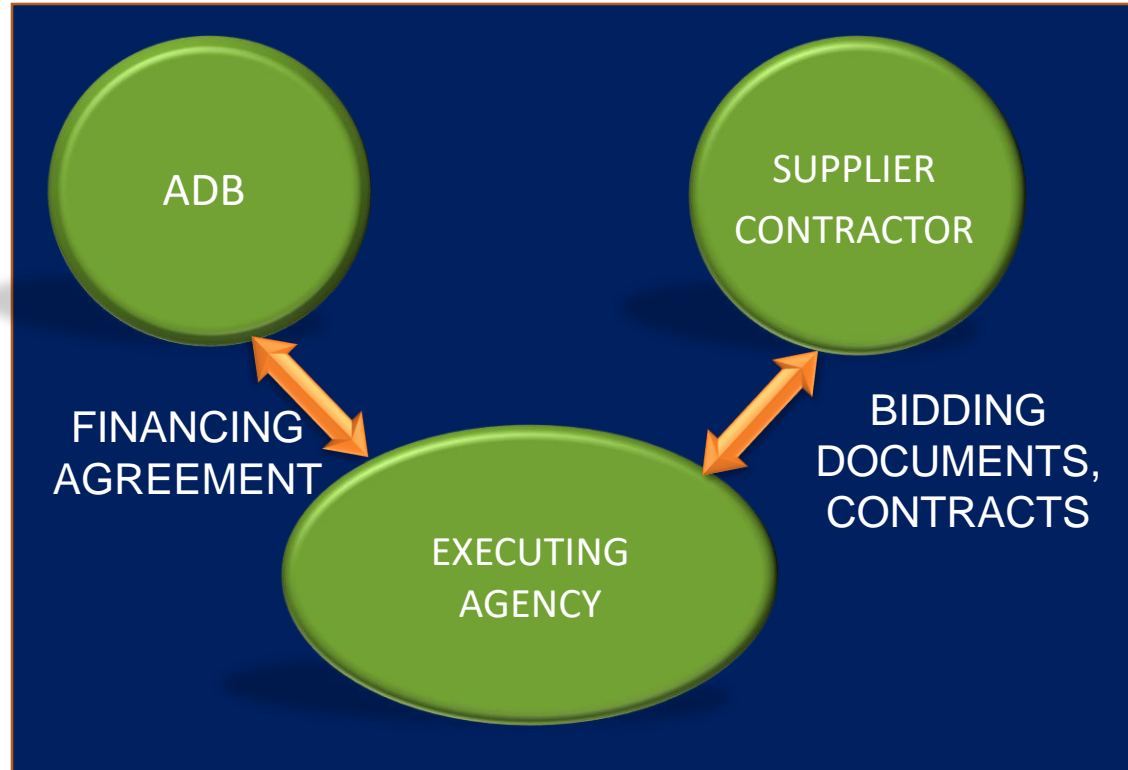 ADB
SUPPLIER
CONTRACTOR
FINANCING
AGREEMENT
BIDDING
DOCUMENTS,
CONTRACTS
EXECUTING
AGENCY